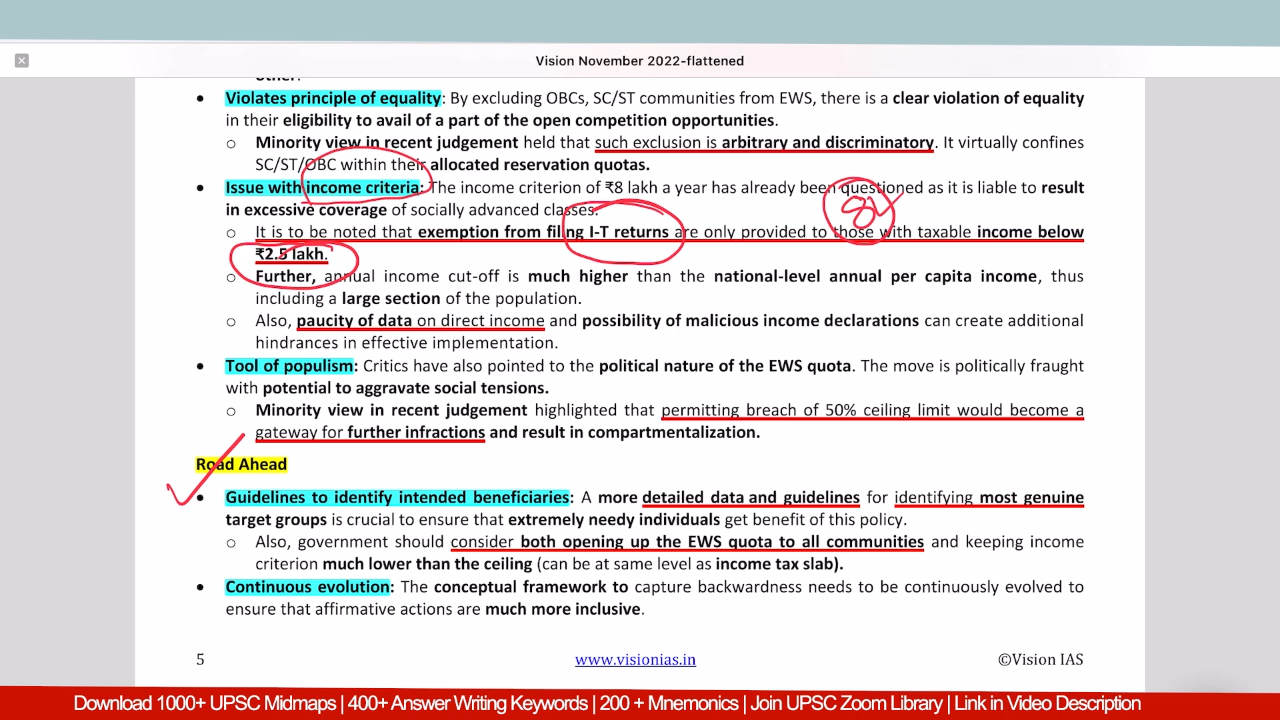 Vision November 2022-flattened
other.
• Violates principle of equality: By excluding OBCs, SC/ST communities from EWS, there is a clear violation of equality
in their eligibility to avail of a part of the open competition opportunities.
o Minority view in recent judgement held that such exclusion is arbitrary and discriminatory. It virtually confines
SC/ST/OBC within their allocated reservation quotas.
• Issue with income criteria: The income criterion of ₹8 lakh a year has already been questioned as it is liable to result
in excessive coverage of socially advanced classes.
8L
o It is to be noted that exemption from filing I-T returns are only provided to those with taxable income below
₹2.5 lakh.
o Further, annual income cut-off is much higher than the national-level annual per capita income, thus
including a large section of the population.
o Also, paucity of data on direct income and possibility of malicious income declarations can create additional
hindrances in effective implementation.
• Tool of populism: Critics have also pointed to the political nature of the EWS quota. The move is politically fraught
with potential to aggravate social tensions.
o Minority view in recent judgement highlighted that permitting breach of 50% ceiling limit would become a
gateway for further infractions and result in compartmentalization.
Road Ahead
• Guidelines to identify intended beneficiaries: A more detailed data and guidelines for identifying most genuine
target groups is crucial to ensure that extremely needy individuals get benefit of this policy.
o Also, government should consider both opening up the EWS quota to all communities and keeping income
criterion much lower than the ceiling (can be at same level as income tax slab).
• Continuous evolution: The conceptual framework to capture backwardness needs to be continuously evolved to
ensure that affirmative actions are much more inclusive.
5 www.visionias.in ©Vision IAS
Download 1000+ UPSC Midmaps | 400+ Answer Writing Keywords | 200 + Mnemonics | Join UPSC Zoom Library | Link in Video Description